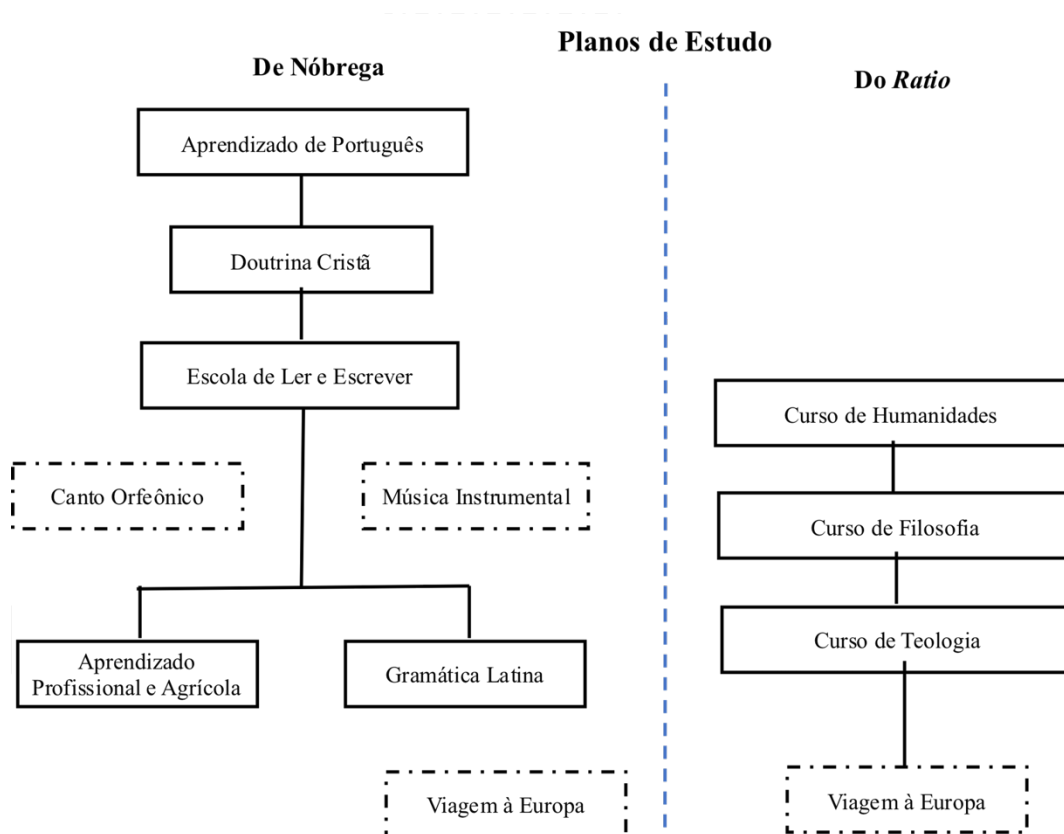 Planos de Estudo
De Nóbrega
Aprendizado de Português
Doutrina Cristã
Escola de Ler e Escrever
Canto Orfeônico
Música Instrumental
Aprendizado
Profissional e Agrícola
Gramática Latina
Viagem à Europa
Do Ratio
Curso de Humanidades
Curso de Filosofia
Curso de Teologia
Viagem à Europa